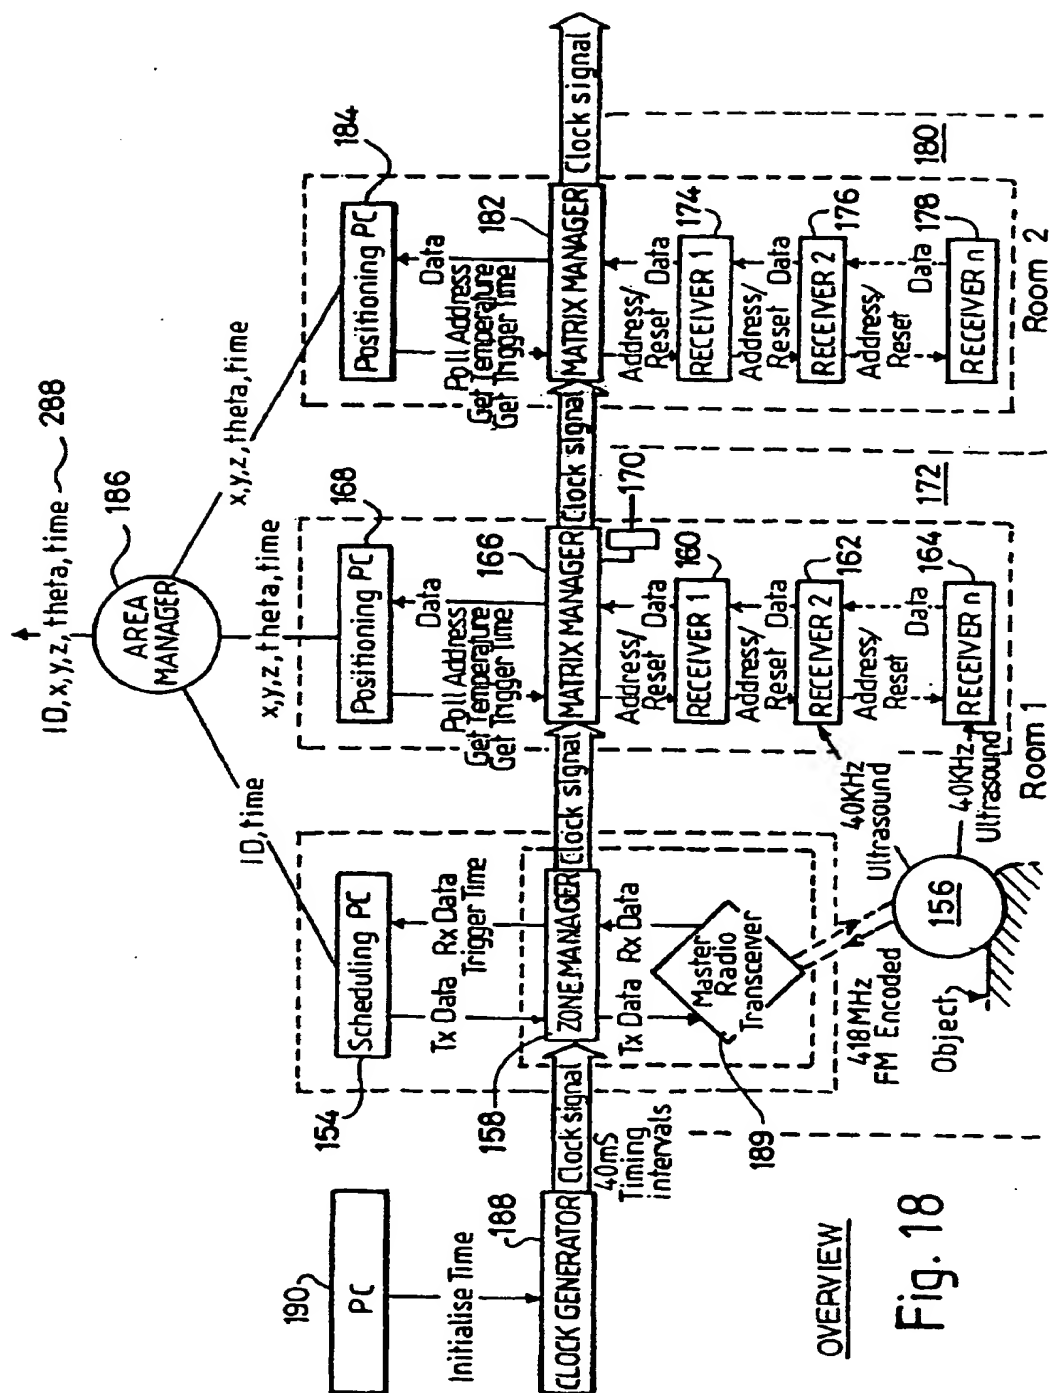 ID, x, y, z, theta, time
288
186
AREA
MANAGER
ID, time
x,y,z, theta, time
x,y,z, theta, time
190
PC
Initialise Time
188
CLOCK GENERATOR
Clock signal
40mS
Timing
intervals
154
Scheduling PC
Tx Data
Rx Data
Trigger Time
158
ZONE MANAGER
Tx Data
Rx Data
Master
Radio
Transceiver
189
418MHz
FM Encoded
Object
156
40KHz
Ultrasound
40KHz
Ultrasound
Clock signal
168
Positioning PC
Poll Address
Get Temperature
Get Trigger Time
Data
166
MATRIX MANAGER
170
Address/
Reset
Data
160
RECEIVER 1
Address/
Reset
Data
162
RECEIVER 2
Address/
Reset
Data
164
RECEIVER n
172
Room 1
Clock signal
184
Positioning PC
Poll Address
Get Temperature
Get Trigger Time
Data
182
MATRIX MANAGER
Address/
Reset
Data
174
RECEIVER 1
Address/
Reset
Data
176
RECEIVER 2
Address/
Reset
Data
178
RECEIVER n
180
Room 2
Clock signal
OVERVIEW
Fig. 18